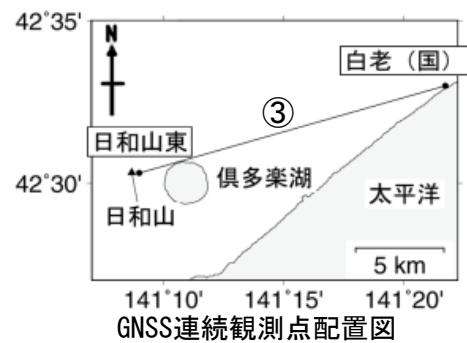 42˚35'
N
白老（国）
③
日和山東
42˚30'
倶多楽湖
日和山
太平洋
5 km
141˚10' 141˚15' 141˚20'
GNSS連続観測点配置図